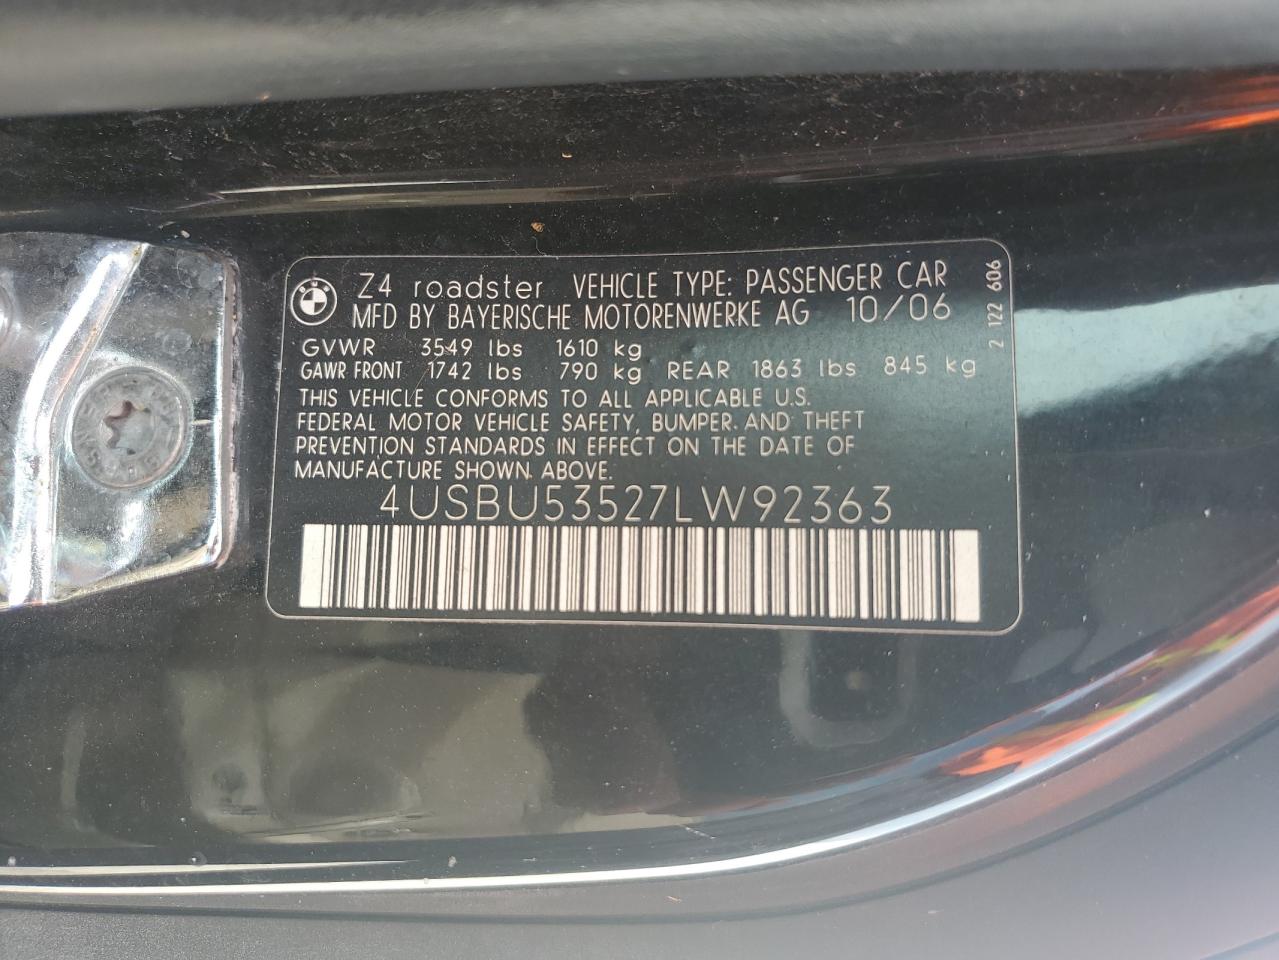 Z4 roadster VEHICLE TYPE: PASSENGER CAR
MFD BY BAYERISCHE MOTORENWERKE AG 10/06
GVWR 3549 lbs 1610 kg
GAWR FRONT 1742 lbs 790 kg REAR 1863 lbs 845 kg
THIS VEHICLE CONFORMS TO ALL APPLICABLE U.S.
FEDERAL MOTOR VEHICLE SAFETY, BUMPER, AND THEFT
PREVENTION STANDARDS IN EFFECT ON THE DATE OF
MANUFACTURE SHOWN ABOVE.
4USBU53527LW92363
2 122 606
BMW